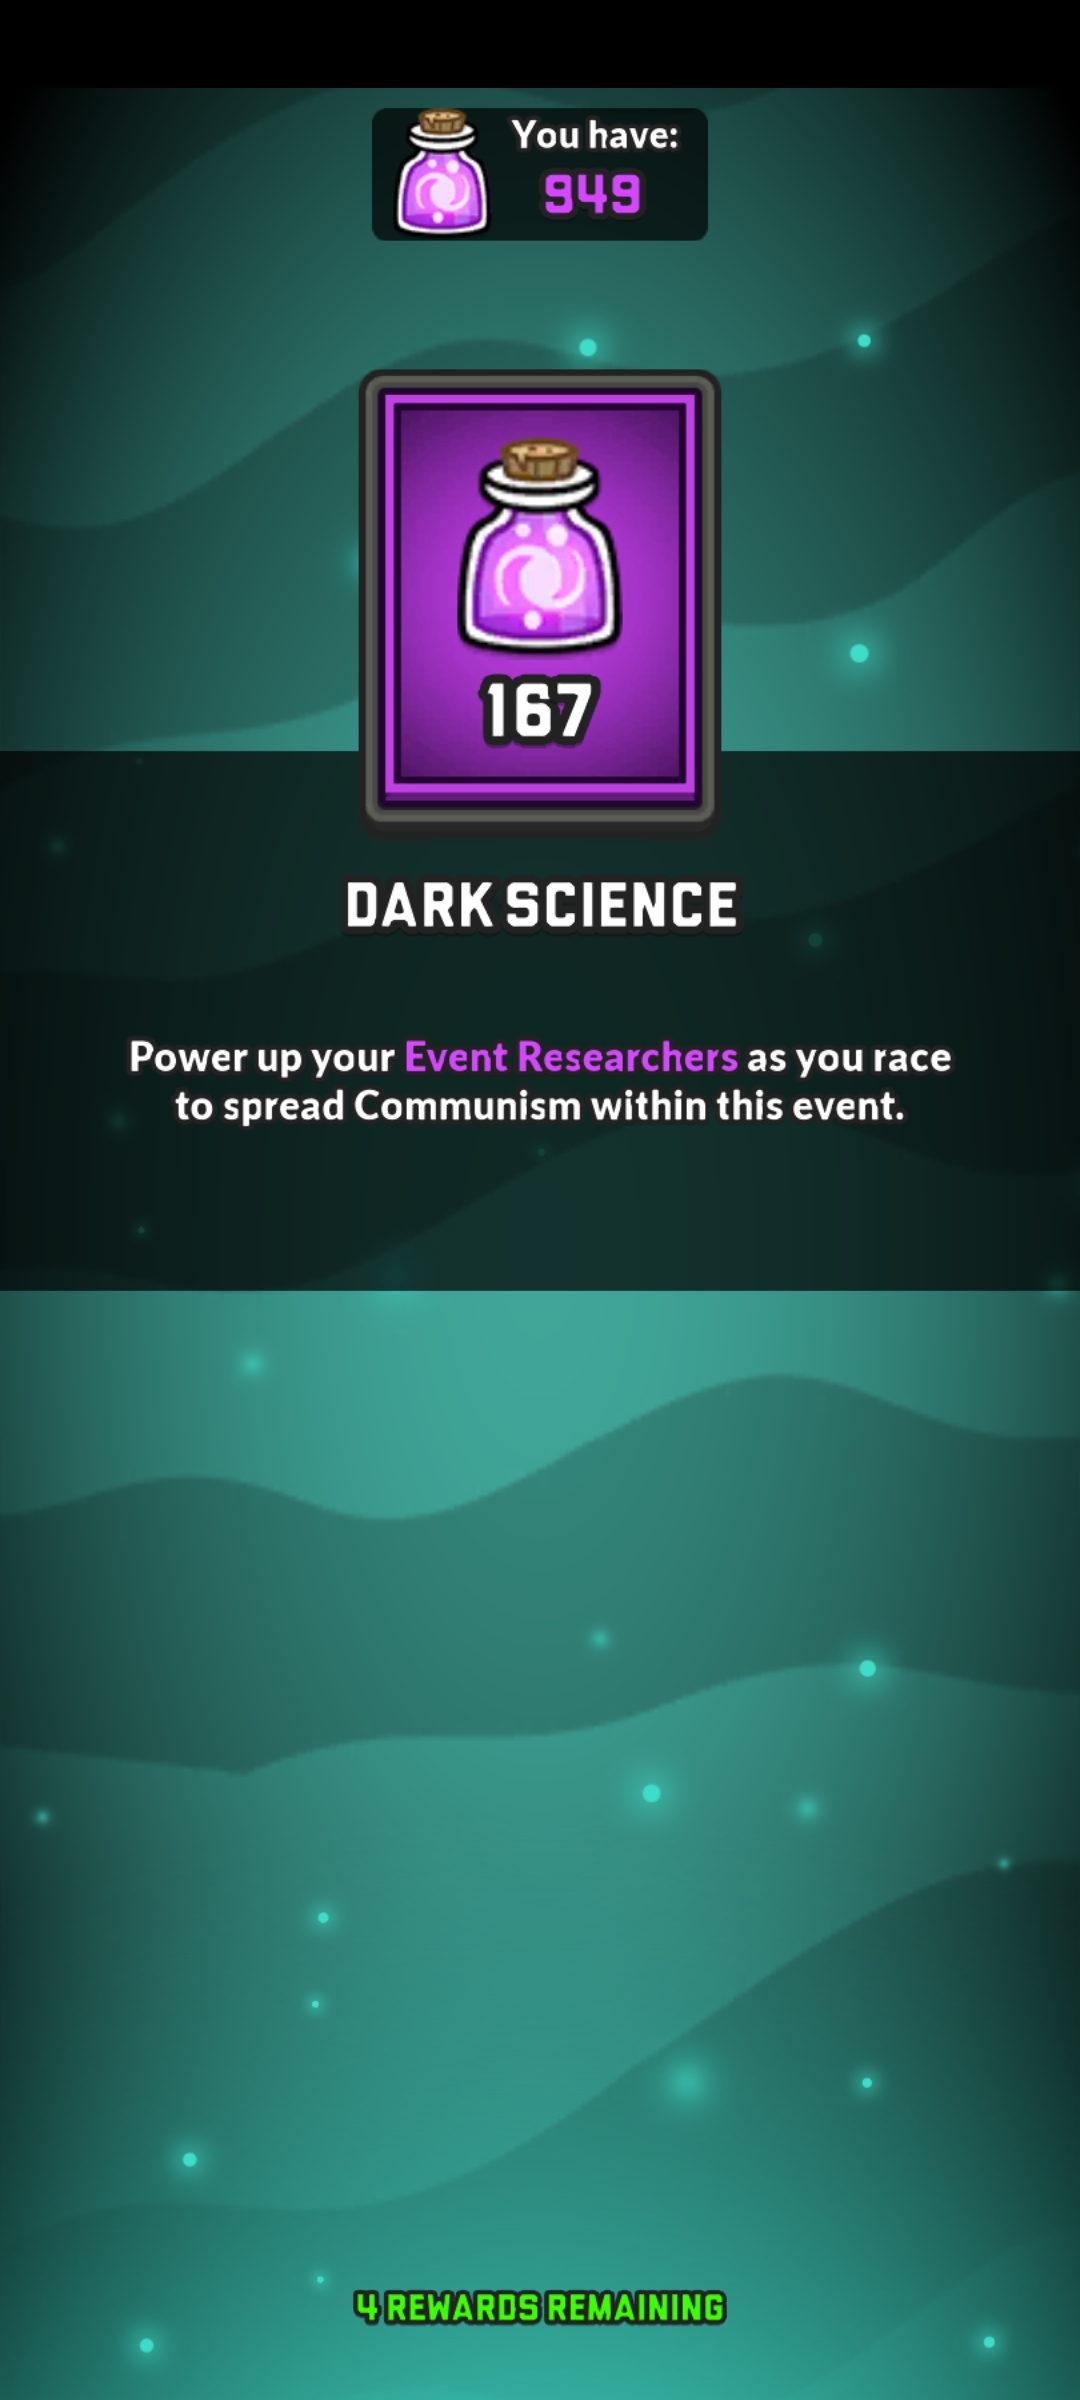 You have:
949
167
DARK SCIENCE
Power up your Event Researchers as you race
to spread Communism within this event.
4 REWARDS REMAINING